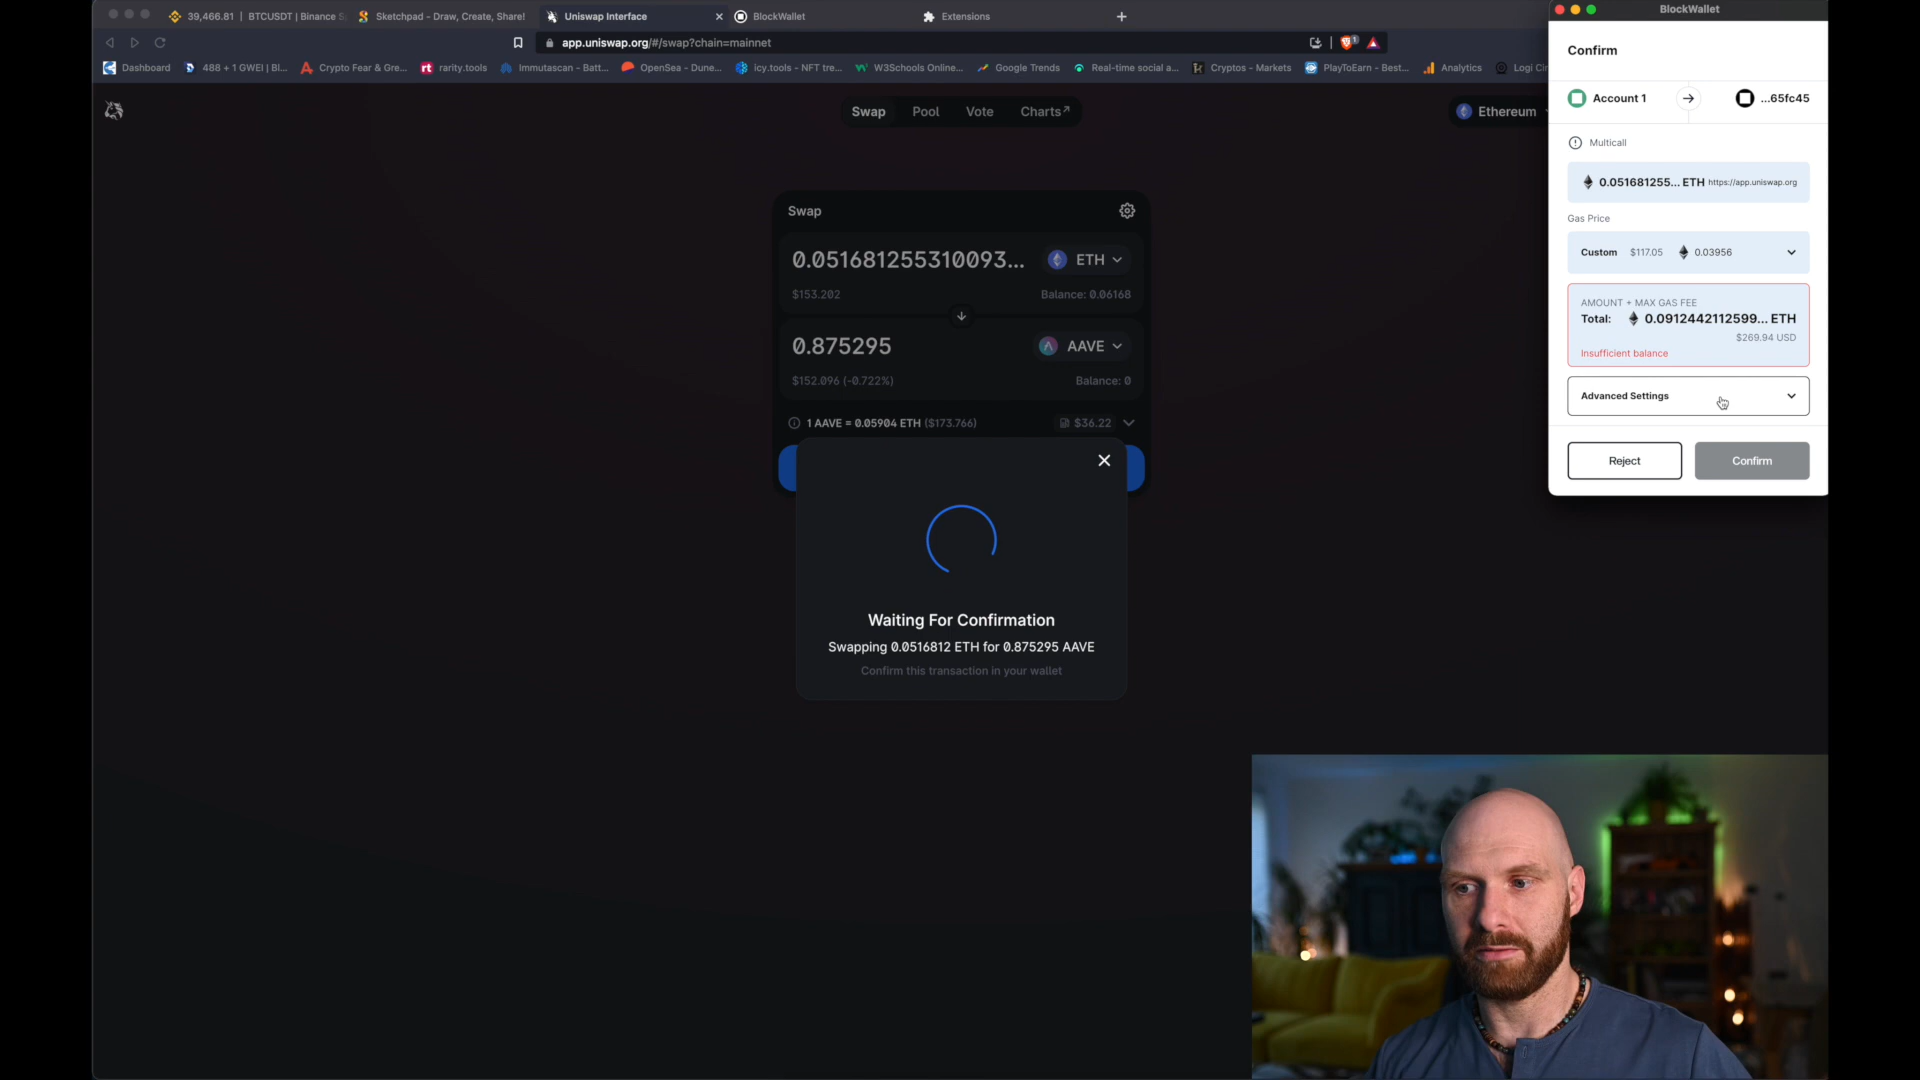 39,466.81 | BTCUSDT | Binance S
Sketchpad - Draw, Create, Share!
Uniswap Interface
BlockWallet
Extensions
app.uniswap.org/#/swap?chain=mainnet
Dashboard
488 + 1 GWEI | Bl...
Crypto Fear & Gre...
rarity.tools
Immutascan - Batt...
OpenSea - Dune...
icy.tools - NFT tre...
W3Schools Online...
Google Trends
Real-time social a...
Cryptos - Markets
PlayToEarn - Best...
Analytics
Logi Cir
Swap
Pool
Vote
Charts↗
Ethereum
Swap
0.051681255310093...
ETH
$153.202
Balance: 0.06168
0.875295
AAVE
$152.096 (-0.722%)
Balance: 0
1 AAVE = 0.05904 ETH ($173.766)
$36.22
Waiting For Confirmation
Swapping 0.0516812 ETH for 0.875295 AAVE
Confirm this transaction in your wallet
BlockWallet
Confirm
Account 1
...65fc45
Multicall
0.051681255... ETH https://app.uniswap.org
Gas Price
Custom $117.05 0.03956
AMOUNT + MAX GAS FEE
Total: 0.0912442112599... ETH
$269.94 USD
Insufficient balance
Advanced Settings
Reject
Confirm